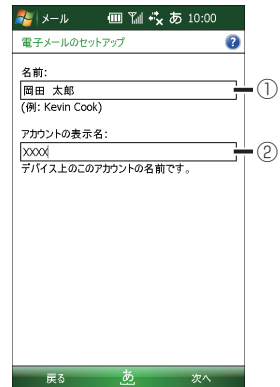 メール あ 10:00
電子メールのセットアップ ?
名前:
岡田 太郎 ①
(例: Kevin Cook)
アカウントの表示名:
XXXX ②
デバイス上のこのアカウントの名前です。
戻る あ 次へ